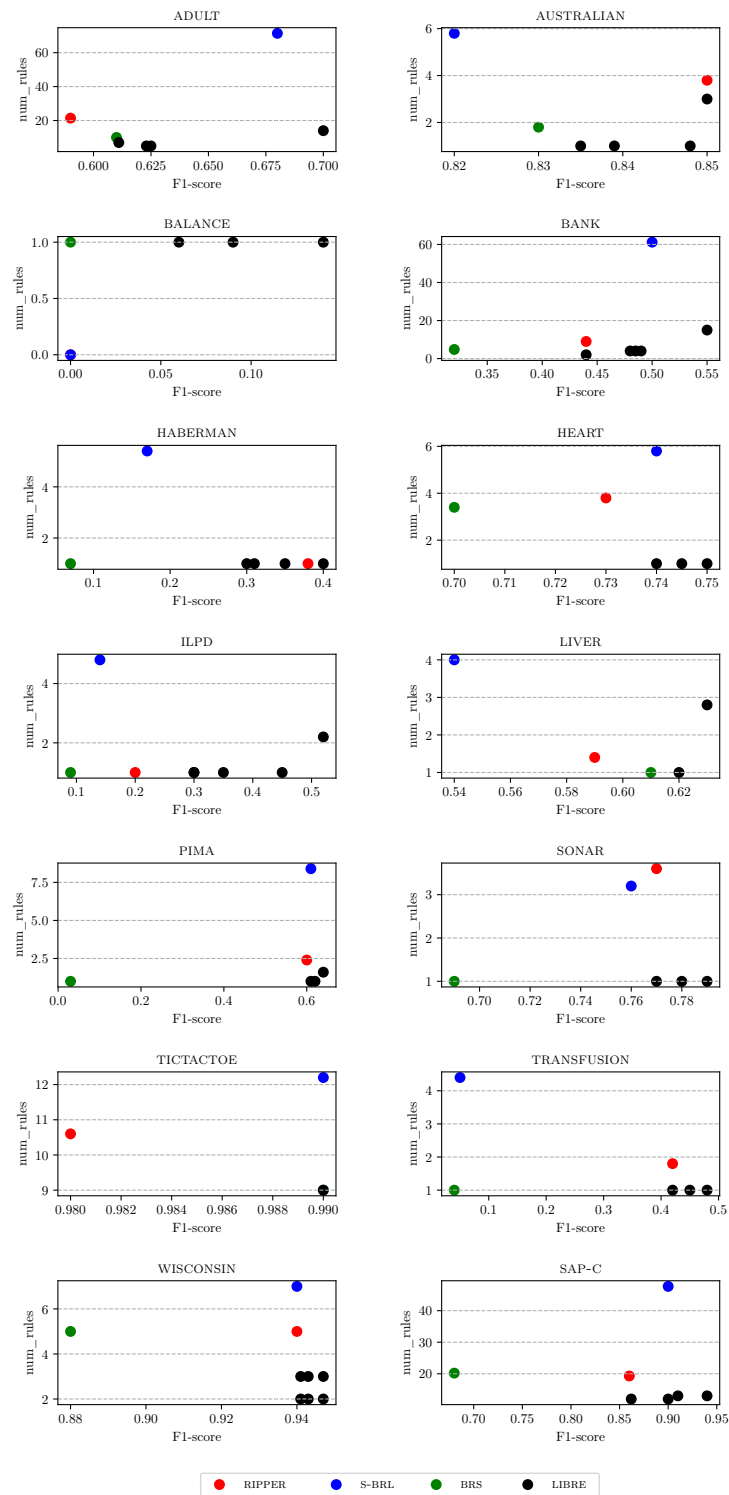 ADULT
num_rules
60
40
20
0.600 0.625 0.650 0.675 0.700
F1-score
AUSTRALIAN
num_rules
6
4
2
0.82 0.83 0.84 0.85
F1-score
BALANCE
num_rules
1.0
0.5
0.0
0.00 0.05 0.10
F1-score
BANK
num_rules
60
40
20
0
0.35 0.40 0.45 0.50 0.55
F1-score
HABERMAN
num_rules
4
2
0.1 0.2 0.3 0.4
F1-score
HEART
num_rules
6
4
2
0.70 0.71 0.72 0.73 0.74 0.75
F1-score
ILPD
num_rules
4
2
0.1 0.2 0.3 0.4 0.5
F1-score
LIVER
num_rules
4
3
2
1
0.54 0.56 0.58 0.60 0.62
F1-score
PIMA
num_rules
7.5
5.0
2.5
0.0 0.2 0.4 0.6
F1-score
SONAR
num_rules
3
2
1
0.70 0.72 0.74 0.76 0.78
F1-score
TICTACTOE
num_rules
12
11
10
9
0.980 0.982 0.984 0.986 0.988 0.990
F1-score
TRANSFUSION
num_rules
4
3
2
1
0.1 0.2 0.3 0.4 0.5
F1-score
WISCONSIN
num_rules
6
4
2
0.88 0.90 0.92 0.94
F1-score
SAP-C
num_rules
40
30
20
0.70 0.75 0.80 0.85 0.90 0.95
F1-score
RIPPER S-BRL BRS LIBRE